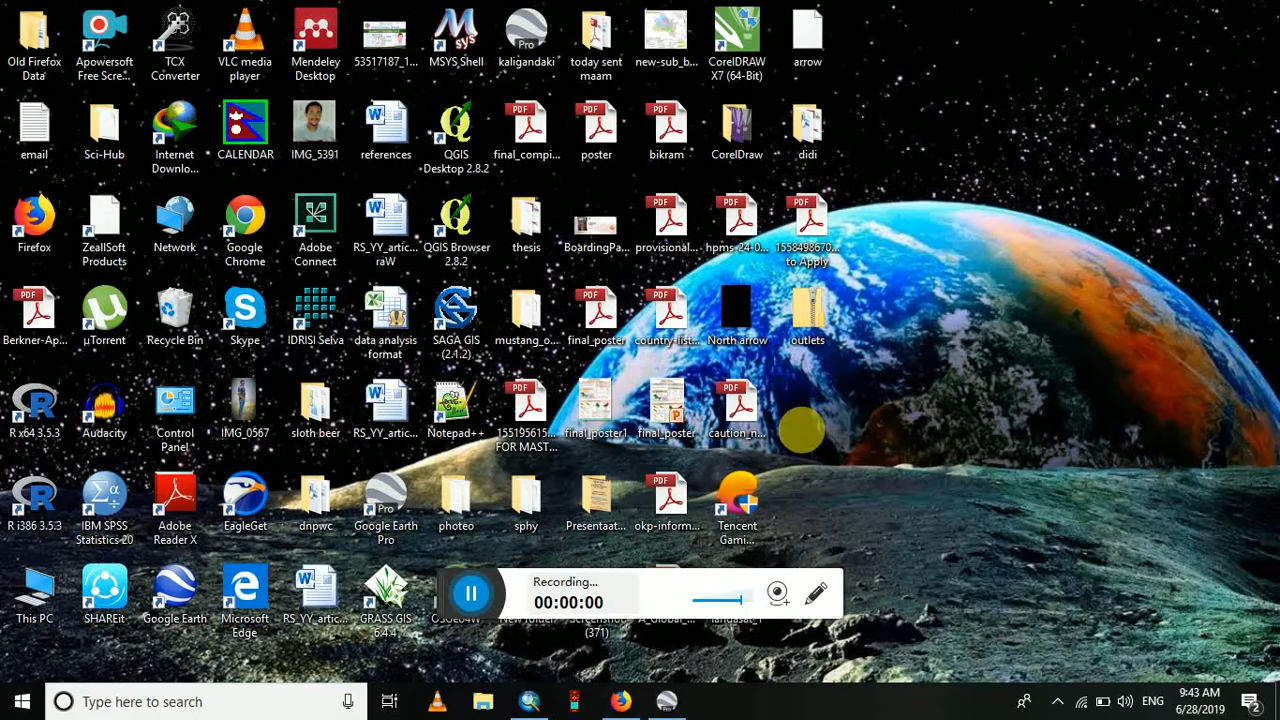 Old Firefox
Data
Apowersoft
Free Scre...
TCX
Converter
VLC media
player
Mendeley
Desktop
53517187_1...
MSYS Shell
kaligandaki
today sent
maam
new-sub_b...
CorelDRAW
X7 (64-Bit)
arrow
email
Sci-Hub
Internet
Downlo...
CALENDAR
IMG_5391
references
QGIS
Desktop 2.8.2
final_compi...
poster
bikram
CorelDraw
didi
Firefox
ZeallSoft
Products
Network
Google
Chrome
Adobe
Connect
RS_YY_artic...
raW
QGIS Browser
2.8.2
thesis
BoardingPa...
provisional...
hpms-24-0...
1558498670...
to Apply
Berkner-Ap...
µTorrent
Recycle Bin
Skype
IDRISI Selva
data analysis
format
SAGA GIS
(2.1.2)
mustang_o...
final_poster
country-list...
North arrow
outlets
R x64 3.5.3
Audacity
Control
Panel
IMG_0567
sloth beer
RS_YY_artic...
Notepad++
155195615...
FOR MAST...
final_poster1
final_poster
caution_n...
R i386 3.5.3
IBM SPSS
Statistics 20
Adobe
Reader X
EagleGet
dnpwc
Google Earth
Pro
photeo
sphy
Presentaat...
okp-inform...
Tencent
Gami...
This PC
SHAREit
Google Earth
Microsoft
Edge
RS_YY_artic...
GRASS GIS
6.4.4
(371)
Recording...
00:00:00
Type here to search
ENG
9:43 AM
6/28/2019
2